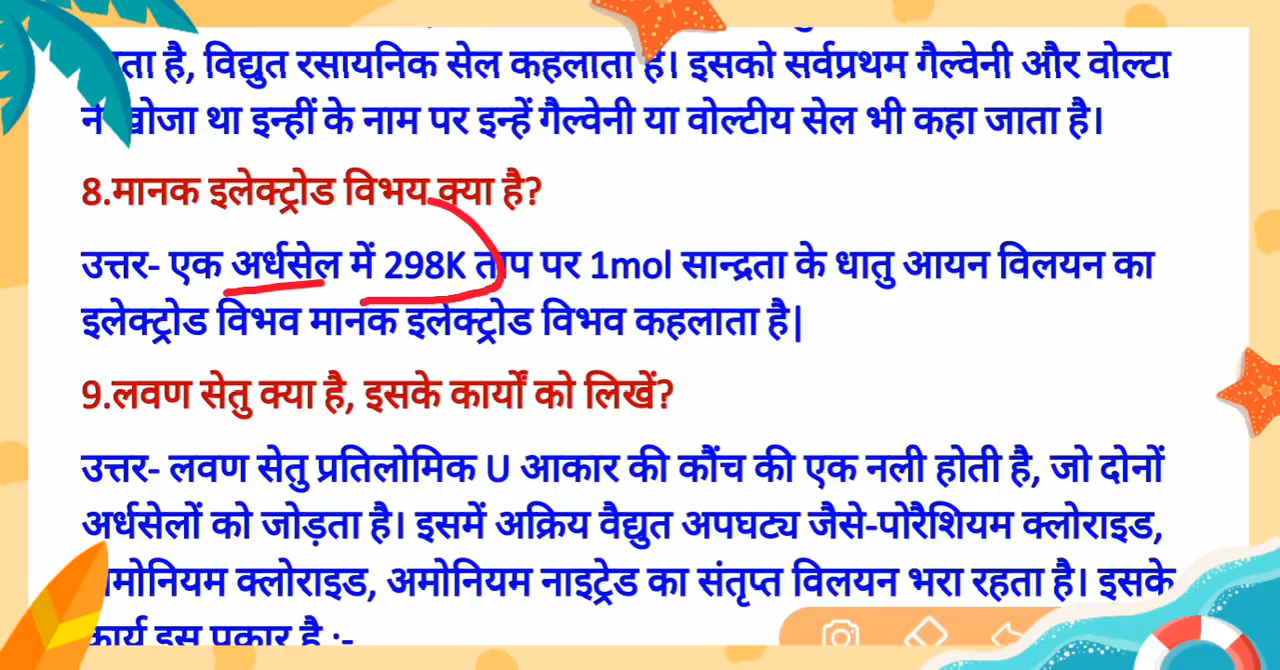 है, विद्युत रसायनिक सेल कहलाता है। इसको सर्वप्रथम गैल्वेनी और वोल्टा
था इन्हीं के नाम पर इन्हें गैल्वेनी या वोल्टीय सेल भी कहा जाता है।
8.मानक इलेक्ट्रोड विभय क्या है?
उत्तर- एक अर्धसेल में 298K ताप पर 1mol सान्द्रता के धातु आयन विलयन का
इलेक्ट्रोड विभव मानक इलेक्ट्रोड विभव कहलाता है|
9.लवण सेतु क्या है, इसके कार्यों को लिखें?
उत्तर- लवण सेतु प्रतिलोमिक U आकार की काँच की एक नली होती है, जो दोनों
अर्धसेलों को जोड़ता है। इसमें अक्रिय वैद्युत अपघट्य जैसे-पोरैशियम क्लोराइड,
क्लोराइड, अमोनियम नाइट्रेड का संतृप्त विलयन भरा रहता है। इसके
कार्य इस प्रकार है :-